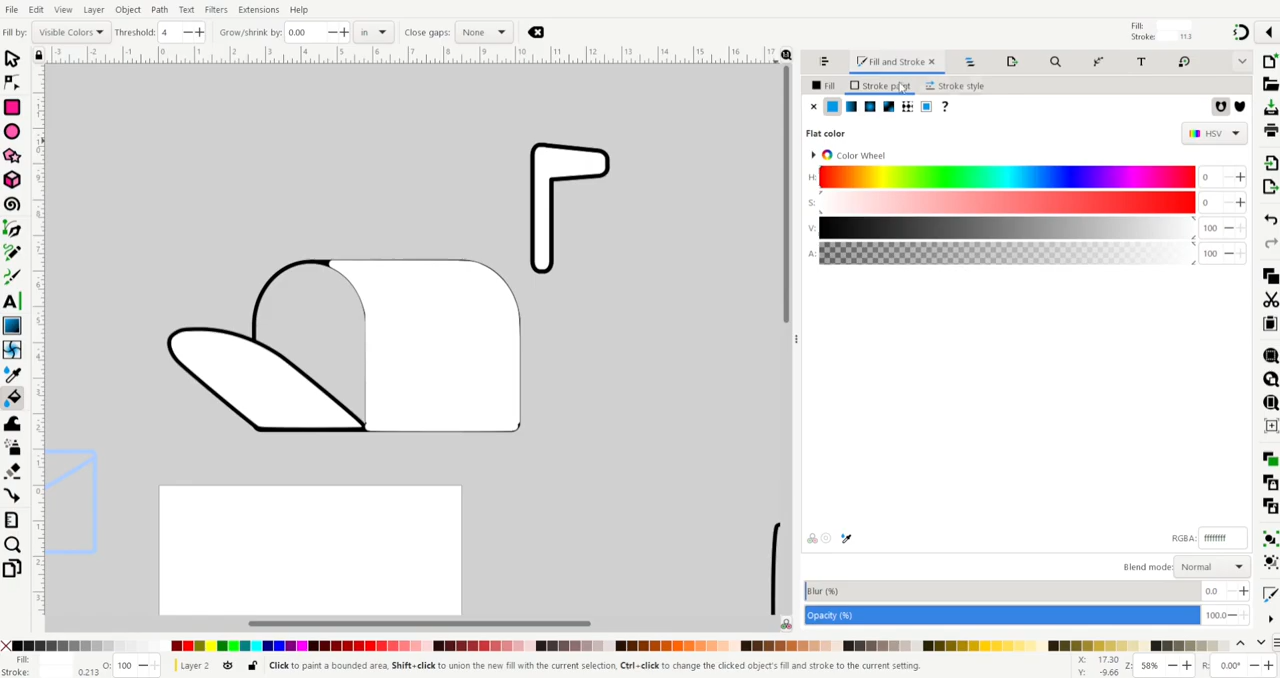 File Edit View Layer Object Path Text Filters Extensions Help
Fill by: Visible Colors Threshold: 4 Grow/shrink by: 0.00 in Close gaps: None
Fill:
Stroke: 11.3
Fill and Stroke
Fill Stroke paint Stroke style
Flat color HSV
Color Wheel
H: 0
S: 0
V: 100
A: 100
RGBA: ffffffff
Blend mode: Normal
Blur (%) 0.0
Opacity (%) 100.0
Fill:
Stroke: 0.213
O: 100
Layer 2
Click to paint a bounded area, Shift+click to union the new fill with the current selection, Ctrl+click to change the clicked object's fill and stroke to the current setting.
X: 17.30
Y: -9.66
Z: 58%
R: 0.00°